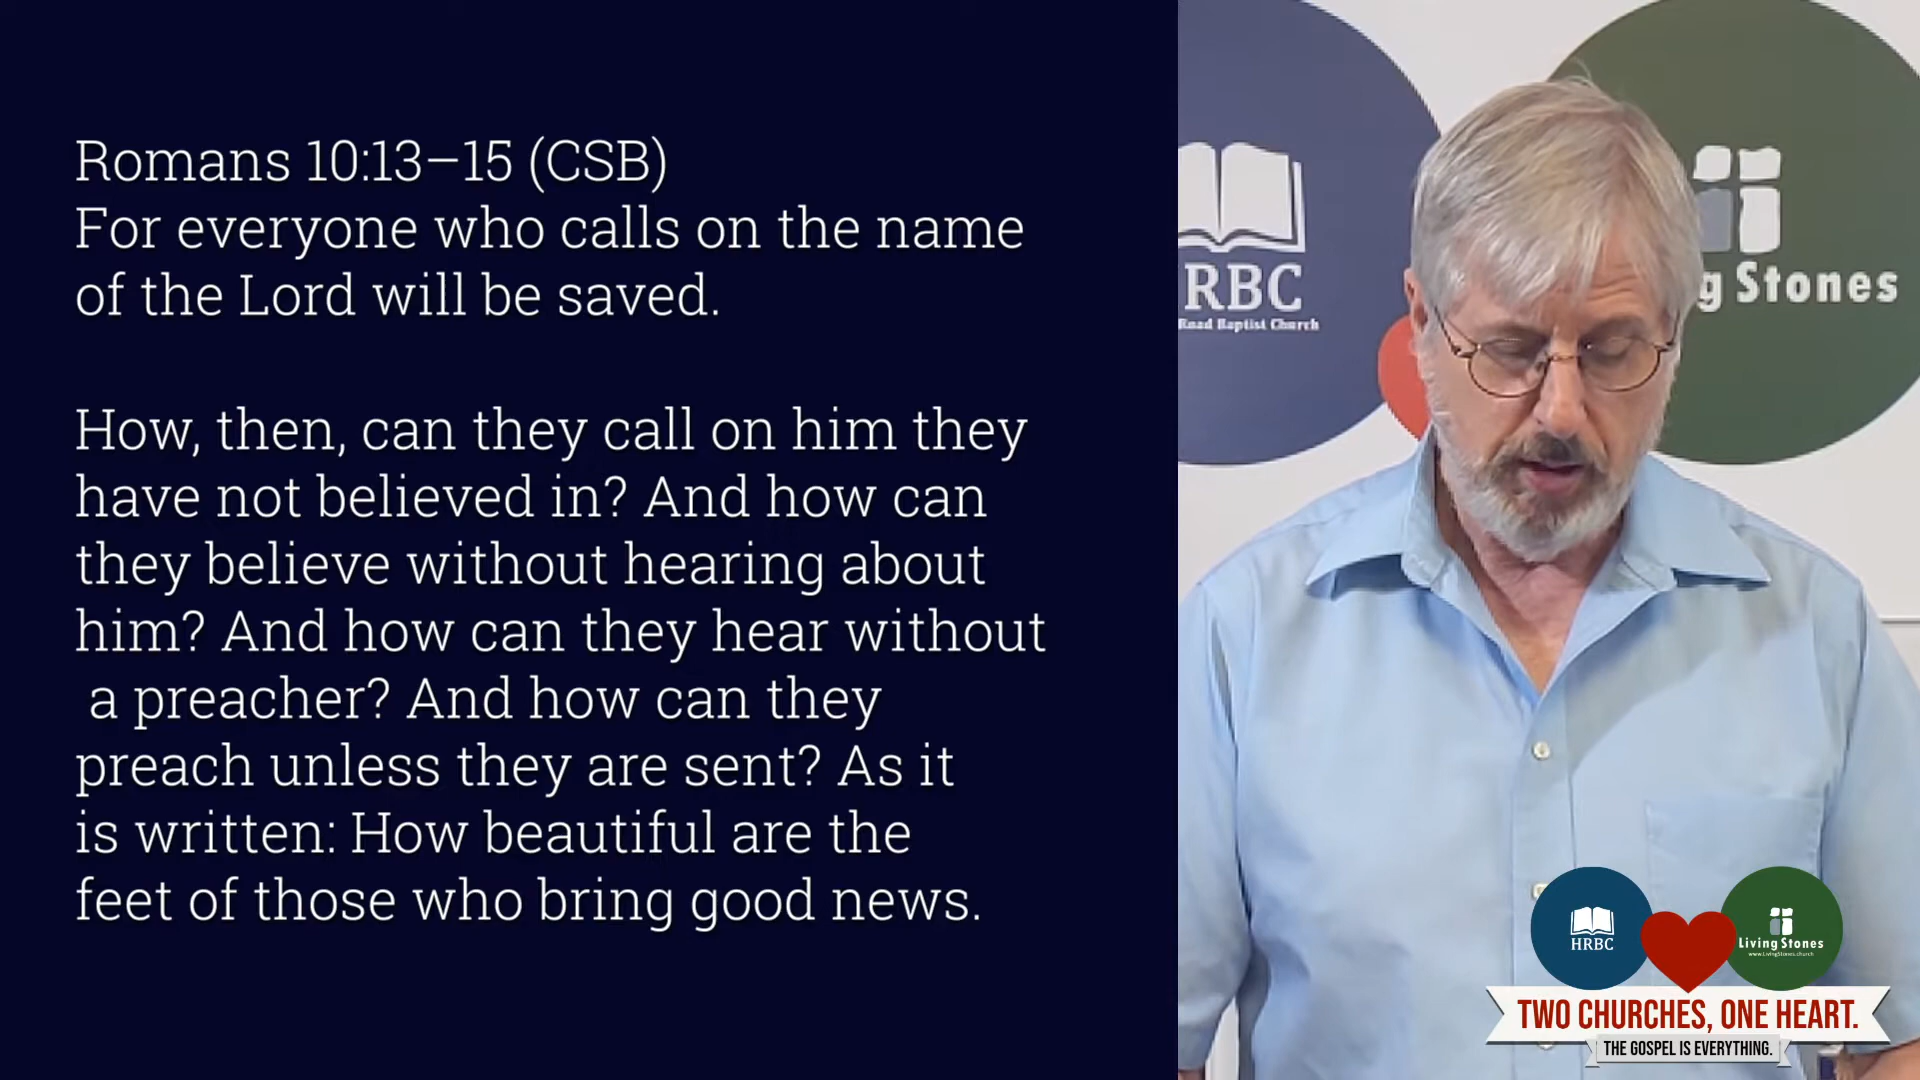 Romans 10:13–15 (CSB)
For everyone who calls on the name
of the Lord will be saved.
How, then, can they call on him they
have not believed in? And how can
they believe without hearing about
him? And how can they hear without
a preacher? And how can they
preach unless they are sent? As it
is written: How beautiful are the
feet of those who bring good news.
RBC
Road Baptist Church
g Stones
HRBC
Living Stones
www.LivingStones.church
TWO CHURCHES, ONE HEART.
THE GOSPEL IS EVERYTHING.